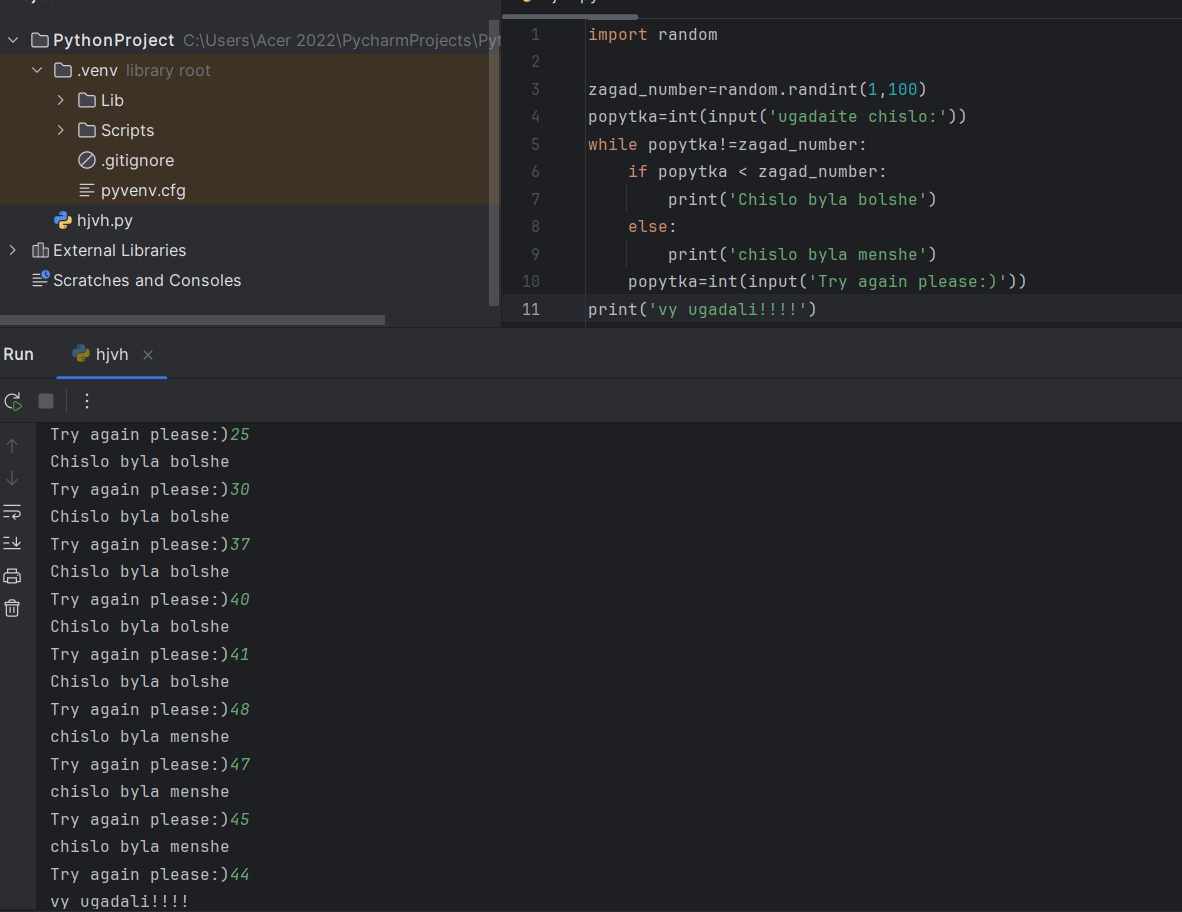 PythonProject C:\Users\Acer 2022\PycharmProjects\Pyt
.venv library root
Lib
Scripts
.gitignore
pyvenv.cfg
hjvh.py
External Libraries
Scratches and Consoles
1 import random
2
3 zagad_number=random.randint(1,100)
4 popytka=int(input('ugadaite chislo:'))
5 while popytka!=zagad_number:
6 if popytka < zagad_number:
7 print('Chislo byla bolshe')
8 else:
9 print('chislo byla menshe')
10 popytka=int(input('Try again please:)'))
11 print('vy ugadali!!!!')
Run hjvh
Try again please:)25
Chislo byla bolshe
Try again please:)30
Chislo byla bolshe
Try again please:)37
Chislo byla bolshe
Try again please:)40
Chislo byla bolshe
Try again please:)41
Chislo byla bolshe
Try again please:)48
chislo byla menshe
Try again please:)47
chislo byla menshe
Try again please:)45
chislo byla menshe
Try again please:)44
vy ugadali!!!!